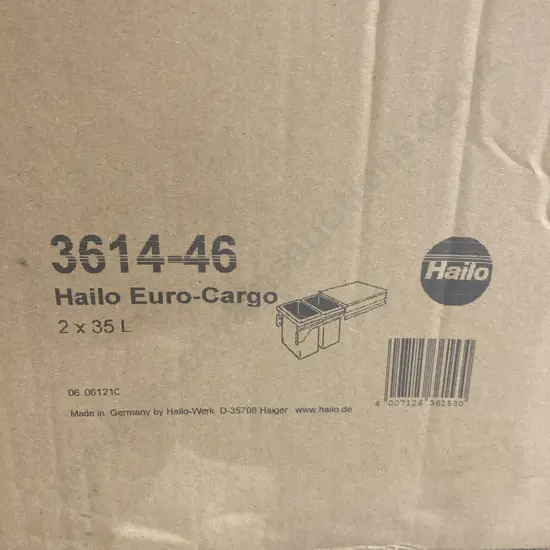 3614-46
Hailo
Hailo Euro-Cargo
2 x 35 L
06 06121C
Made in Germany by Hailo-Werk D-35708 Haiger www.hailo.de
4 007126 361530